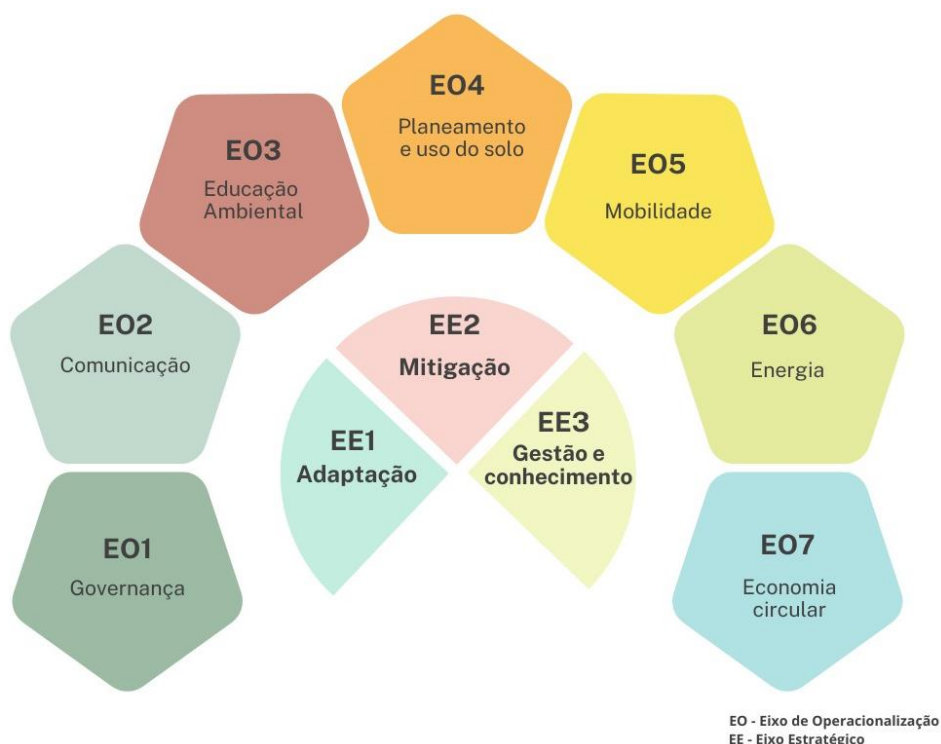 EO4
Planeamento
e uso do solo
EO3
Educação
Ambiental
EO5
Mobilidade
EO2
Comunicação
EO6
Energia
EE2
Mitigação
EE1
Adaptação
EE3
Gestão e
conhecimento
EO1
Governança
EO7
Economia
circular
EO - Eixo de Operacionalização
EE - Eixo Estratégico